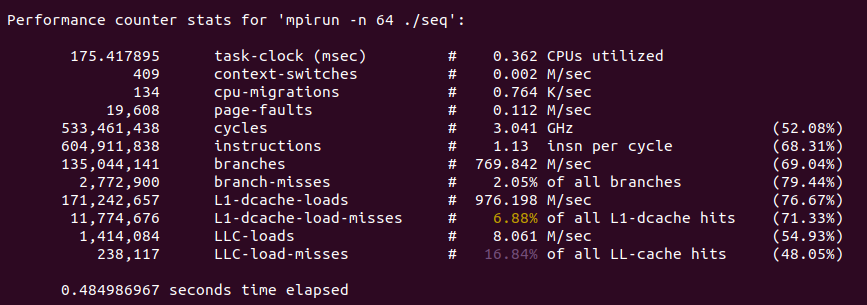 Performance counter stats for 'mpirun -n 64 ./seq':
175.417895 task-clock (msec) # 0.362 CPUs utilized
409 context-switches # 0.002 M/sec
134 cpu-migrations # 0.764 K/sec
19,608 page-faults # 0.112 M/sec
533,461,438 cycles # 3.041 GHz (52.08%)
604,911,838 instructions # 1.13 insn per cycle (68.31%)
135,044,141 branches # 769.842 M/sec (69.04%)
2,772,900 branch-misses # 2.05% of all branches (79.44%)
171,242,657 L1-dcache-loads # 976.198 M/sec (76.67%)
11,774,676 L1-dcache-load-misses # 6.88% of all L1-dcache hits (71.33%)
1,414,084 LLC-loads # 8.061 M/sec (54.93%)
238,117 LLC-load-misses # 16.84% of all LL-cache hits (48.05%)
0.484986967 seconds time elapsed